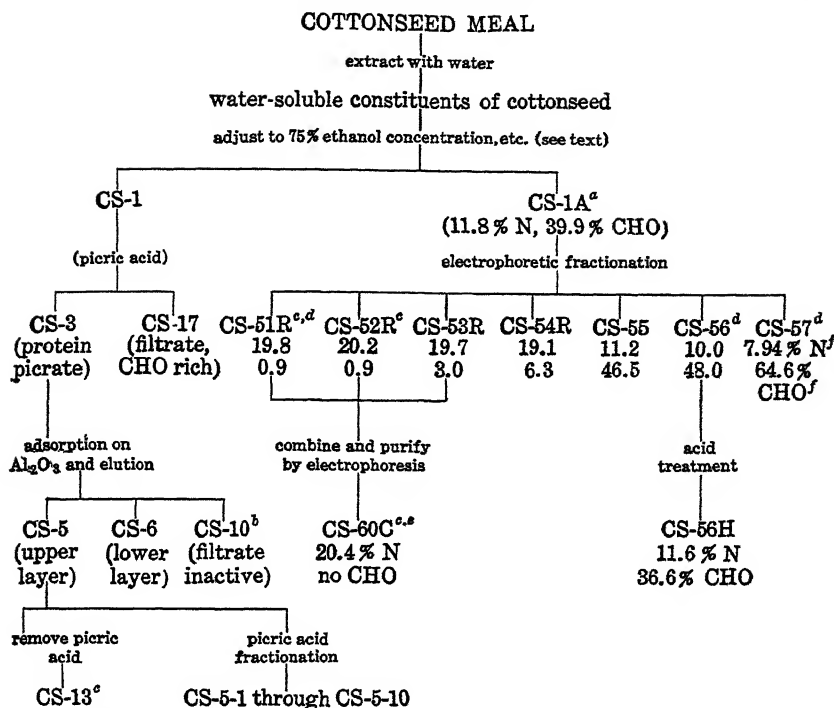 COTTONSEED MEAL
extract with water
water-soluble constituents of cottonseed
adjust to 75% ethanol concentration, etc. (see text)
CS-1
CS-1A^a
(11.8% N, 39.9% CHO)
(picric acid)
electrophoretic fractionation
CS-3 CS-17 CS-51R^c,d CS-52R^c CS-53R CS-54R CS-55 CS-56^d CS-57^d
(protein (filtrate, 19.8 20.2 19.7 19.1 11.2 10.0 7.94% N^f
picrate) CHO rich) 0.9 0.9 3.0 6.3 46.5 48.0 64.6%
CHO^f
adsorption on combine and purify acid
Al2O3 and elution by electrophoresis treatment
CS-5 CS-6 CS-10^b CS-60C^c,e CS-56H
(upper (lower (filtrate 20.4% N 11.6% N
layer) layer) inactive) no CHO 36.6% CHO
remove picric picric acid
acid fractionation
CS-13^c CS-5-1 through CS-5-10